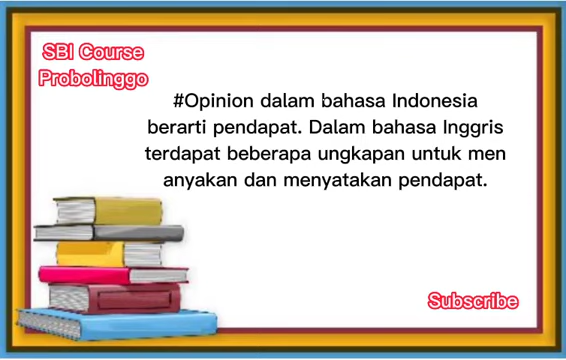 SBI Course
Probolinggo
#Opinion dalam bahasa Indonesia
berarti pendapat. Dalam bahasa Inggris
terdapat beberapa ungkapan untuk men
anyakan dan menyatakan pendapat.
Subscribe